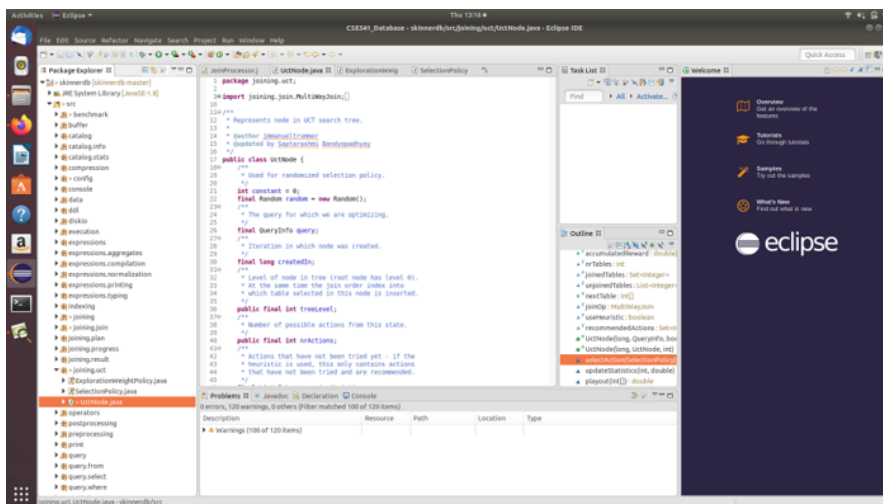 Activities
Eclipse
Thu 13:16
CSE541_Database - skinnerdb/src/joining/uct/UctNode.java - Eclipse IDE
File Edit Source Refactor Navigate Search Project Run Window Help
Quick Access
Package Explorer
skinnerdb [skinnerdb master]
JRE System Library [JavaSE-1.8]
src
benchmark
buffer
catalog
catalog.info
catalog.stats
compression
config
console
data
ddl
diskio
execution
expressions
expressions.aggregates
expressions.compilation
expressions.normalization
expressions.printing
expressions.typing
indexing
joining
joining.join
joining.plan
joining.progress
joining.result
joining.uct
ExplorationWeightPolicy.java
SelectionPolicy.java
UctNode.java
operators
postprocessing
preprocessing
print
query
query.from
query.select
query.where
joining.uct.UctNode.java - skinnerdb/src
JoinProcessor.j
UctNode.java
ExplorationWeig
SelectionPolicy
1 package joining.uct;
2
3 import joining.join.MultiWayJoin;
10
11 /**
12 * Represents node in UCT search tree.
13 *
14 * @author immanueltrummer
15 * @updated by Saptarashmi Bandyopadhyay
16 */
17 public class UctNode {
18 /**
19 * Used for randomized selection policy.
20 */
21 int constant = 0;
22 final Random random = new Random();
23 /**
24 * The query for which we are optimizing.
25 */
26 final QueryInfo query;
27 /**
28 * Iteration in which node was created.
29 */
30 final long createdIn;
31 /**
32 * Level of node in tree (root node has level 0).
33 * At the same time the join order index into
34 * which table selected in this node is inserted.
35 */
36 public final int treeLevel;
37 /**
38 * Number of possible actions from this state.
39 */
40 public final int nrActions;
41 /**
42 * Actions that have not been tried yet - if the
43 * heuristic is used, this only contains actions
44 * that have not been tried and are recommended.
45 */
Problems
Javadoc
Declaration
Console
0 errors, 120 warnings, 0 others (Filter matched 100 of 120 items)
Description
Resource
Path
Location
Type
Warnings (100 of 120 items)
Task List
Find
All
Activate...
Outline
accumulatedReward : double[
nrTables : int
joinedTables : Set<Integer>
unjoinedTables : List<Integer>
nextTable : int[]
joinOp : MultiWayJoin
useHeuristic : boolean
recommendedActions : Set<I
UctNode(long, QueryInfo, boo
UctNode(long, UctNode, int)
selectAction(SelectionPolicy)
updateStatistics(int, double)
playout(int[]) : double
Welcome
Overview
Get an overview of the
features
Tutorials
Go through tutorials
Samples
Try out the samples
What's New
Find out what is new
eclipse